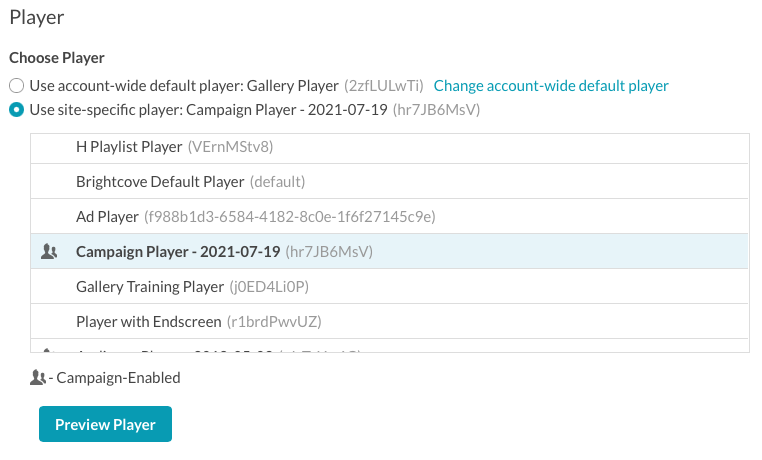 Player
Choose Player
Use account-wide default player: Gallery Player (2zfLULwTi) Change account-wide default player
Use site-specific player: Campaign Player - 2021-07-19 (hr7JB6MsV)
H Playlist Player (VErnMStv8)
Brightcove Default Player (default)
Ad Player (f988b1d3-6584-4182-8c0e-1f6f27145c9e)
Campaign Player - 2021-07-19 (hr7JB6MsV)
Gallery Training Player (j0ED4Li0P)
Player with Endscreen (r1brdPwvUZ)
- Campaign-Enabled
Preview Player